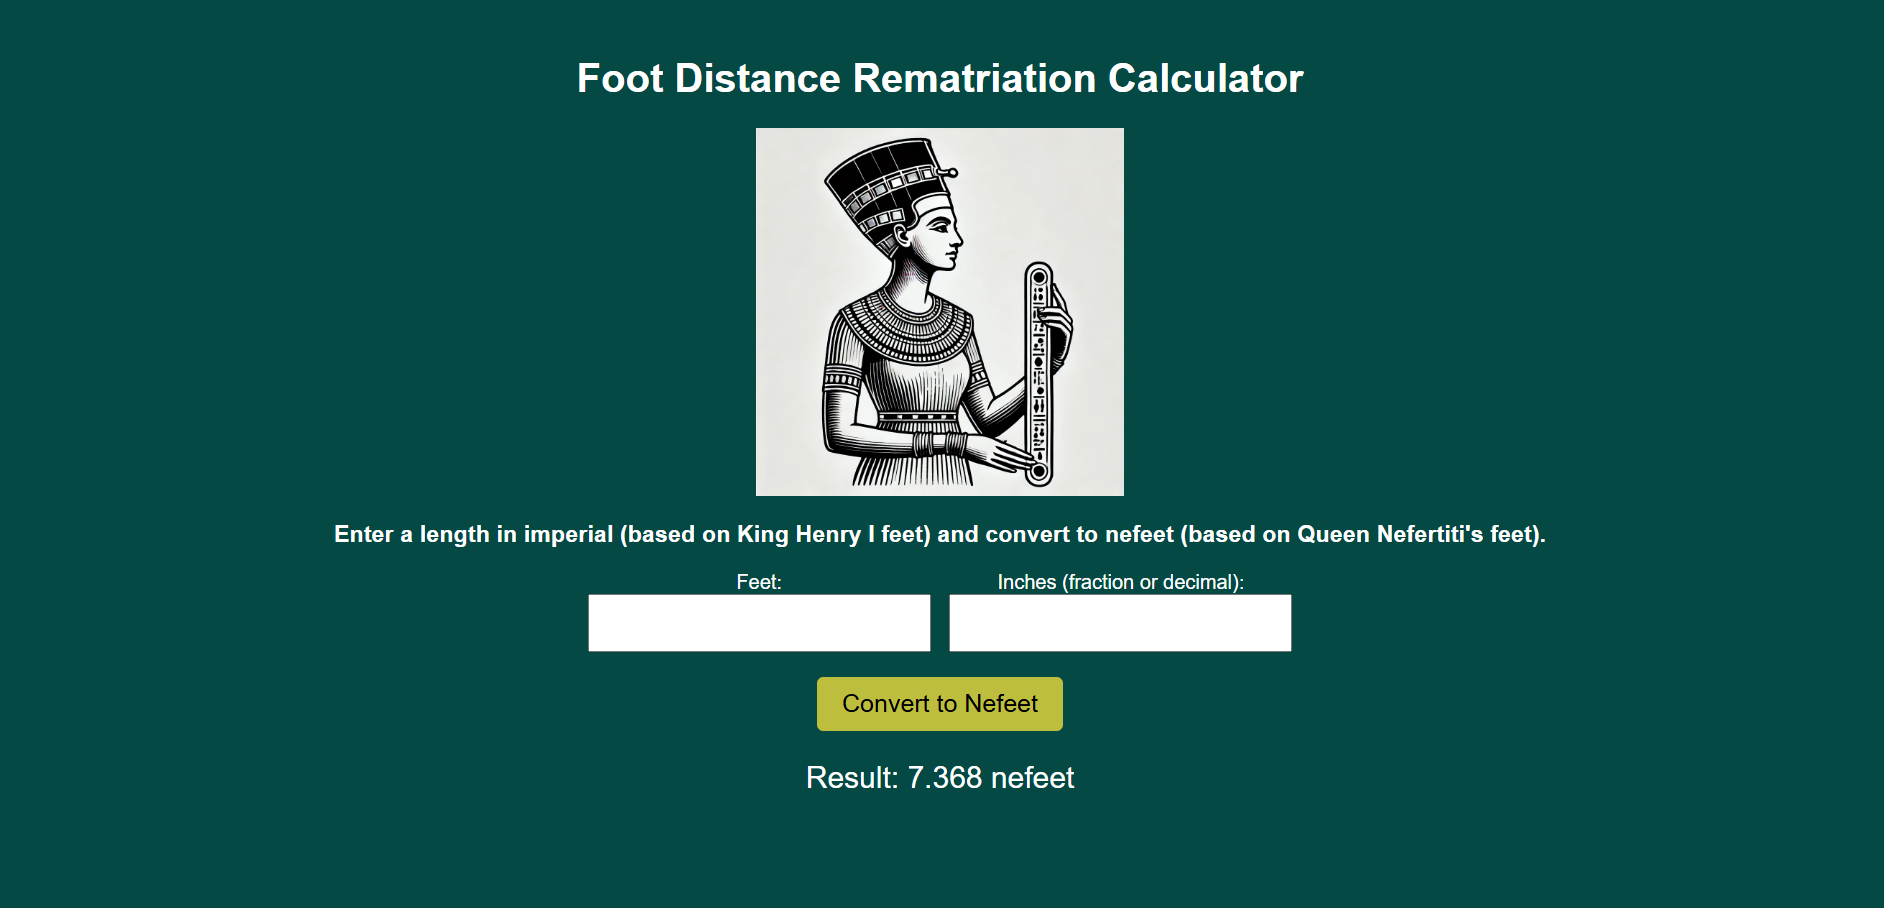 Foot Distance Rematriation Calculator
Enter a length in imperial (based on King Henry I feet) and convert to nefeet (based on Queen Nefertiti's feet).
Feet:
Inches (fraction or decimal):
Convert to Nefeet
Result: 7.368 nefeet